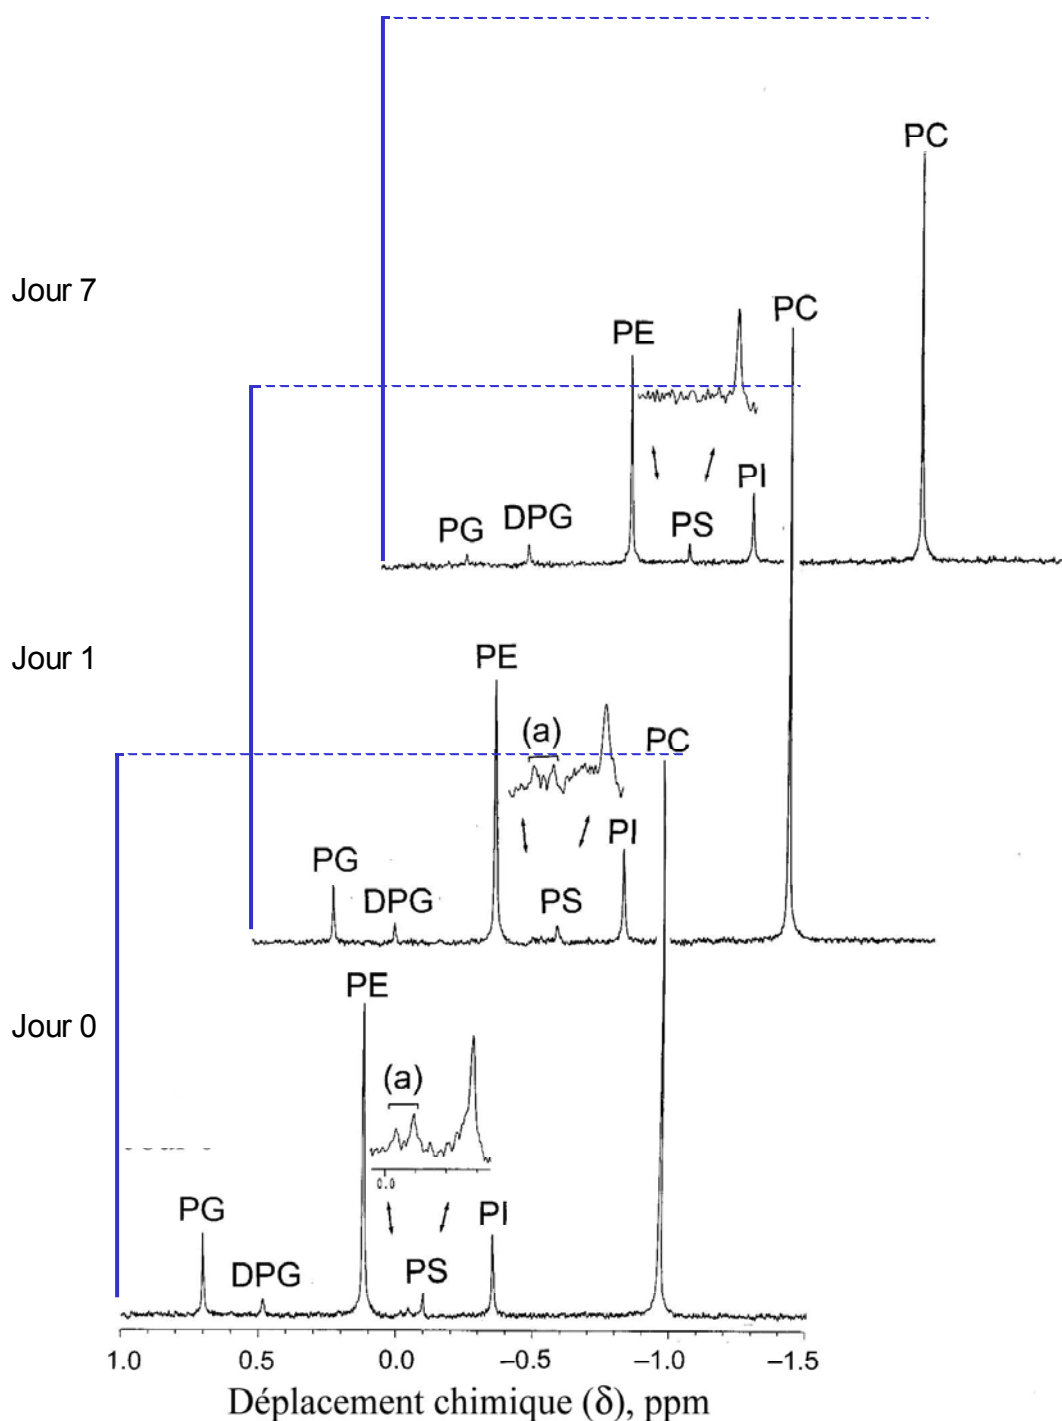 PC
Jour 7
PE
PC
PG
DPG
PS
PI
Jour 1
PE
(a)
PC
PG
DPG
PS
PI
Jour 0
PE
(a)
0.0
PG
DPG
PS
PI
1.0 0.5 0.0 –0.5 –1.0 –1.5
Déplacement chimique (δ), ppm